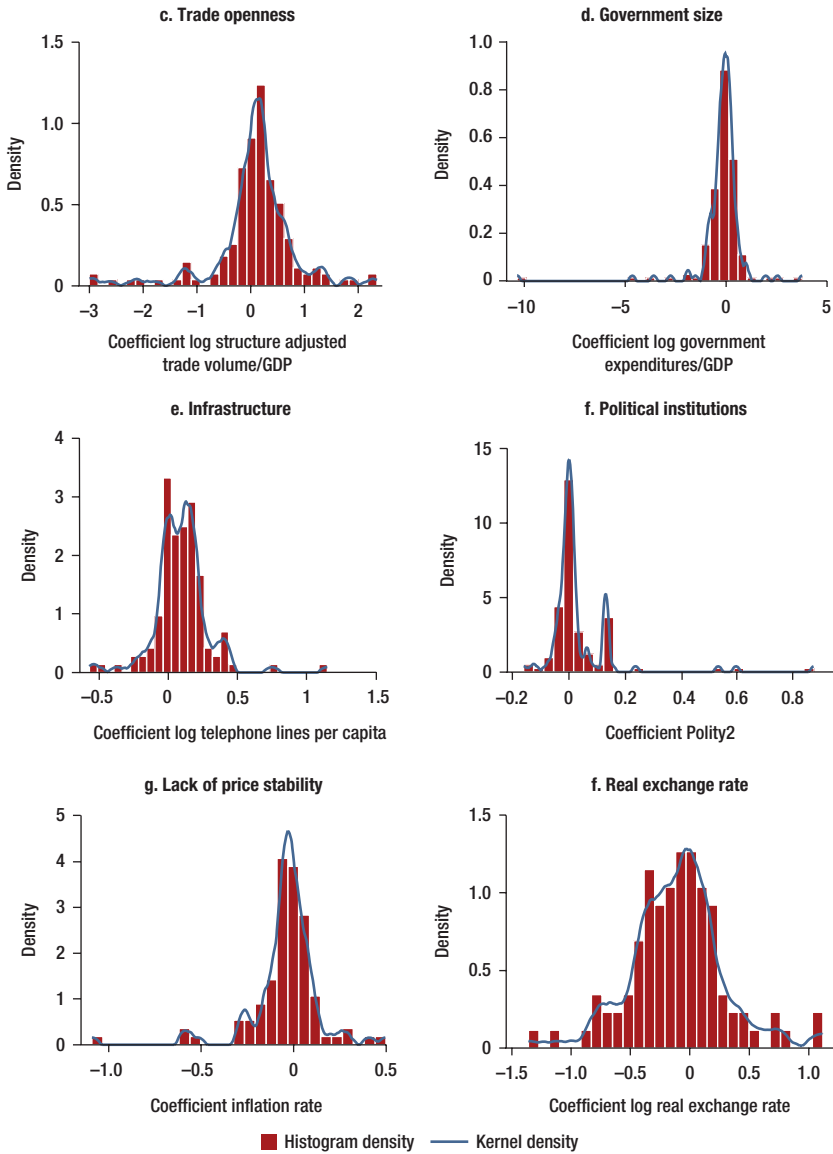 c. Trade openness
1.5
1.0
0.5
0
Density
–3
–2
–1
0
1
2
Coefficient log structure adjusted
trade volume/GDP
d. Government size
1.0
0.8
0.6
0.4
0.2
0
Density
–10
–5
0
5
Coefficient log government
expenditures/GDP
e. Infrastructure
4
3
2
1
0
Density
–0.5
0
0.5
1
1.5
Coefficient log telephone lines per capita
f. Political institutions
15
10
5
0
Density
–0.2
0
0.2
0.4
0.6
0.8
Coefficient Polity2
g. Lack of price stability
5
4
3
2
1
0
Density
–1.0
–0.5
0
0.5
Coefficient inflation rate
f. Real exchange rate
1.5
1.0
0.5
0
Density
–1.5
–1.0
–0.5
0
0.5
1.0
Coefficient log real exchange rate
Histogram density
Kernel density